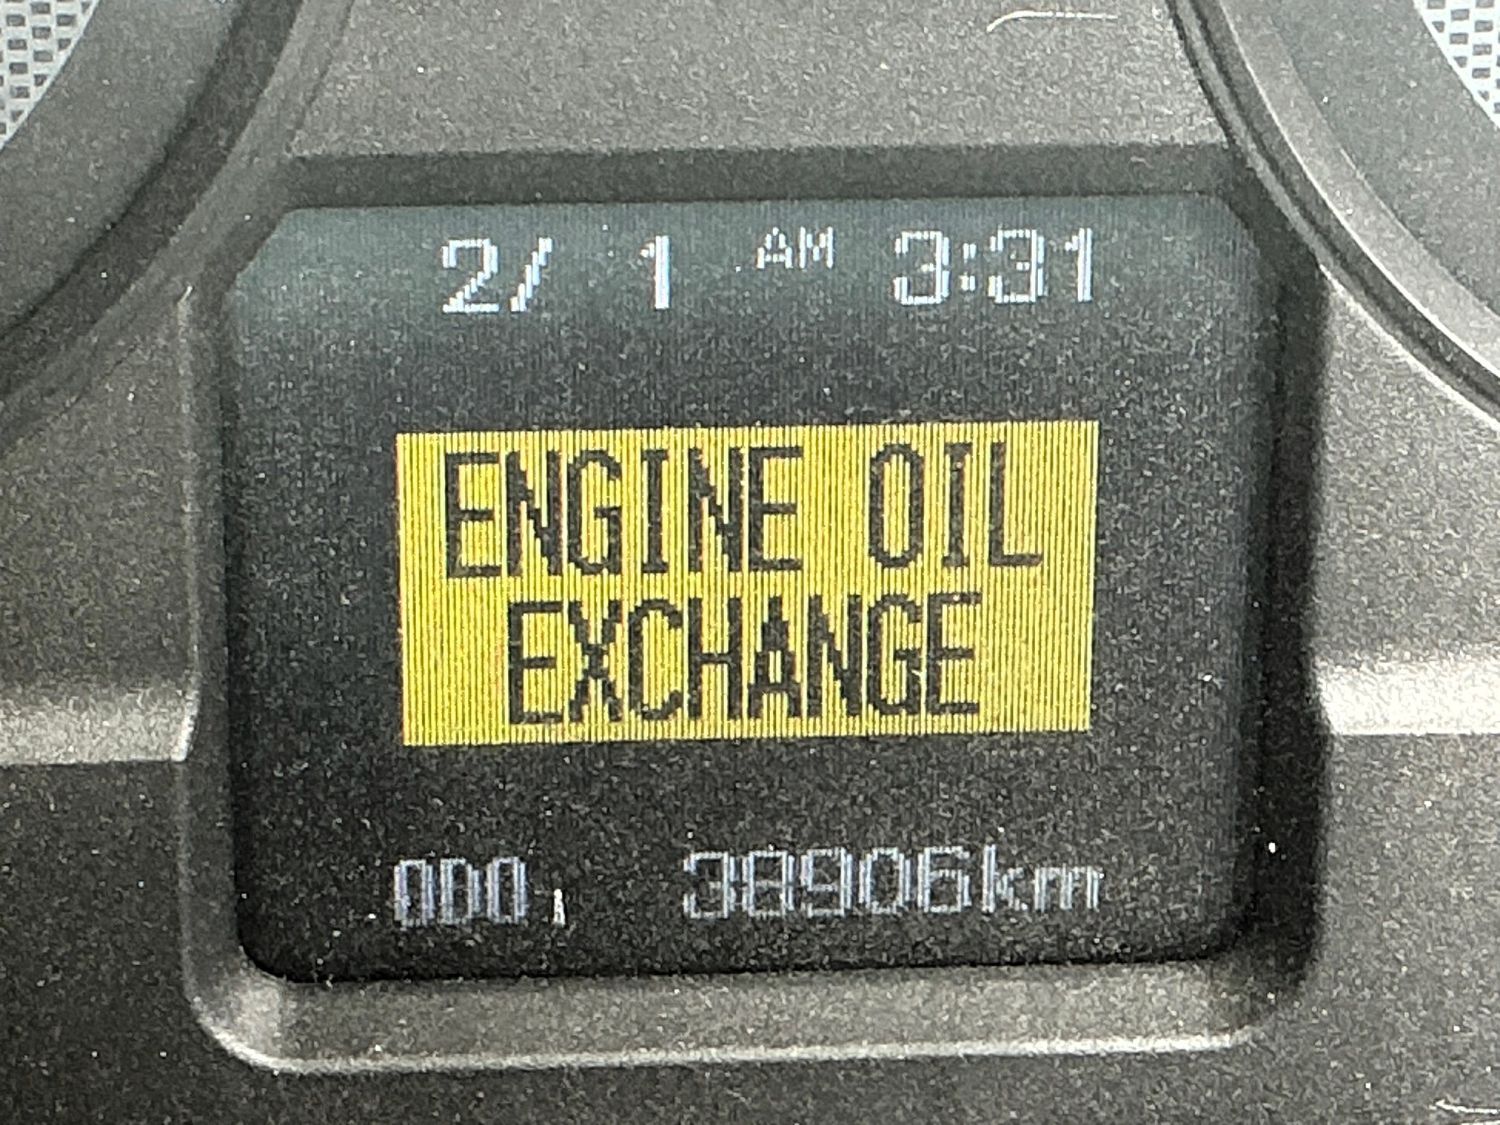 2/ 1 AM 3:31
ENGINE OIL
EXCHANGE
ODO 38906km